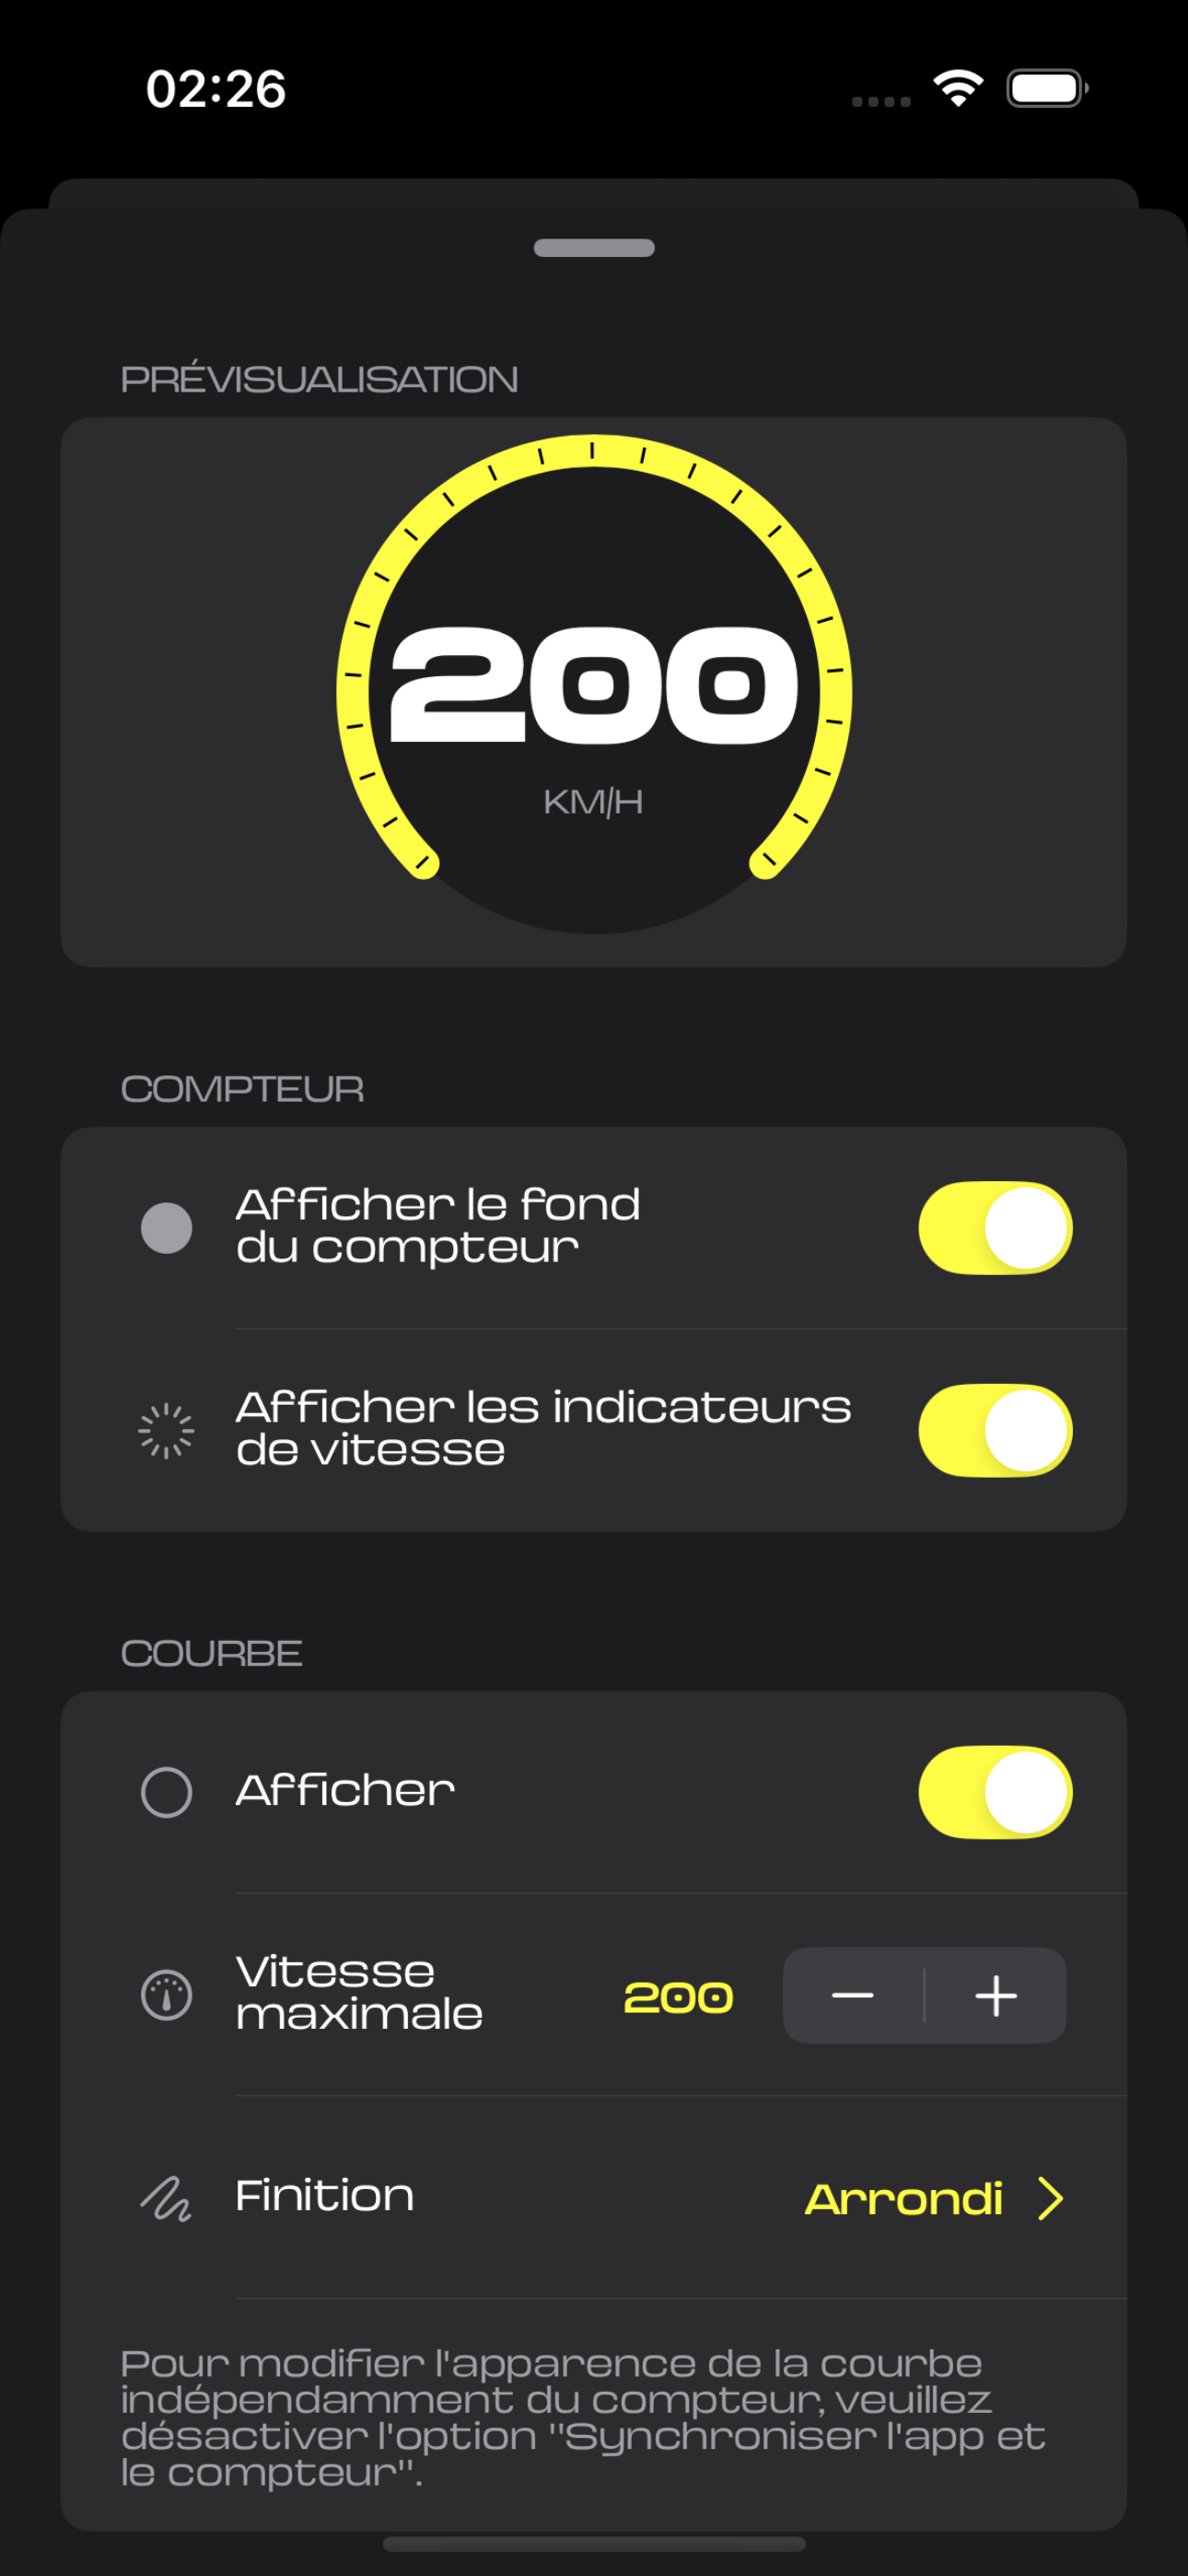 02:26
PRÉVISUALISATION
200
KM/H
COMPTEUR
Afficher le fond
du compteur
Afficher les indicateurs
de vitesse
COURBE
Afficher
Vitesse
maximale
200
Finition
Arrondi
Pour modifier l'apparence de la courbe
indépendamment du compteur, veuillez
désactiver l'option "Synchroniser l'app et
le compteur".